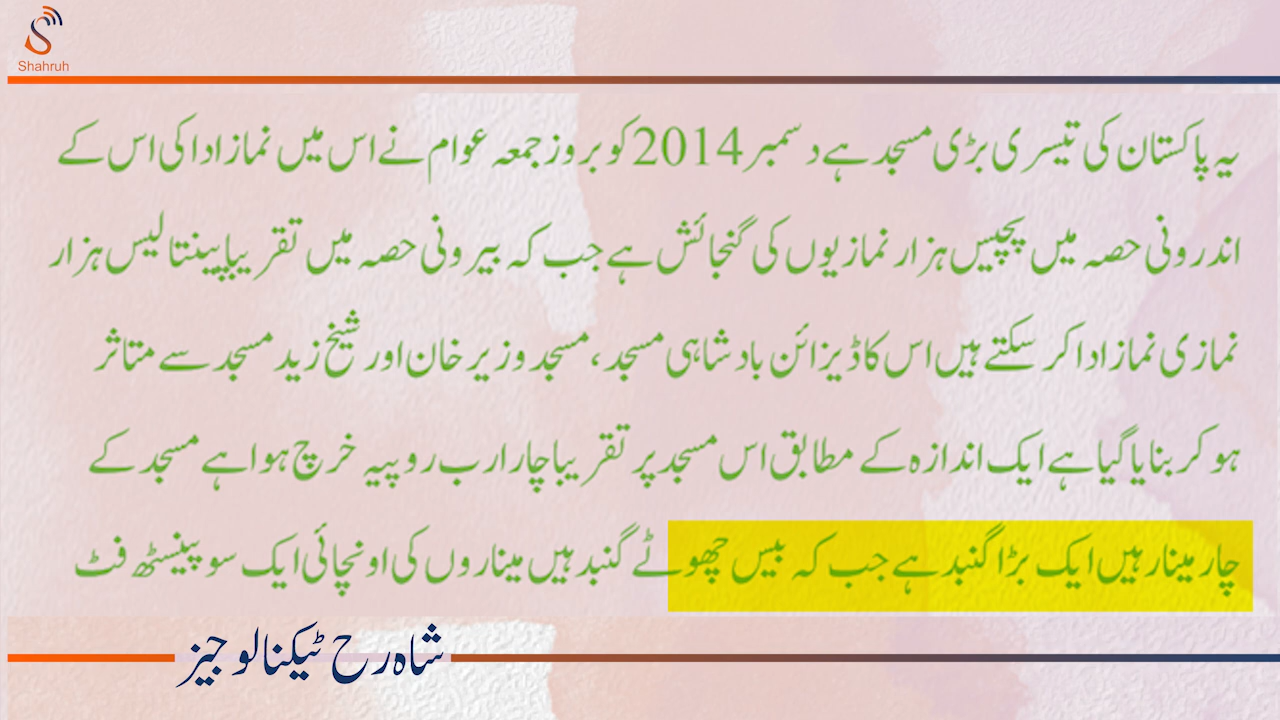 Shahruh
یہ پاکستان کی تیسری بڑی مسجد ہے دسمبر 2014 کو بروز جمعہ عوام نے اس میں نماز ادا کی اس کے
اندرونی حصہ میں پچیس ہزار نمازیوں کی گنجائش ہے جب کہ بیرونی حصہ میں تقریبا پینتالیس ہزار
نمازی نماز ادا کر سکتے ہیں اس کا ڈیزائن بادشاہی مسجد ، مسجد وزیر خان اور شیخ زید مسجد سے متاثر
ہو کر بنایا گیا ہے ایک اندازہ کے مطابق اس مسجد پر تقریبا چار ارب روپیہ خرچ ہوا ہے مسجد کے
چار مینار ہیں ایک بڑا گنبد ہے جب کہ بیس چھوٹے گنبد ہیں میناروں کی اونچائی ایک سو پینسٹھ فٹ
شاہ رح ٹیکنالوجیز